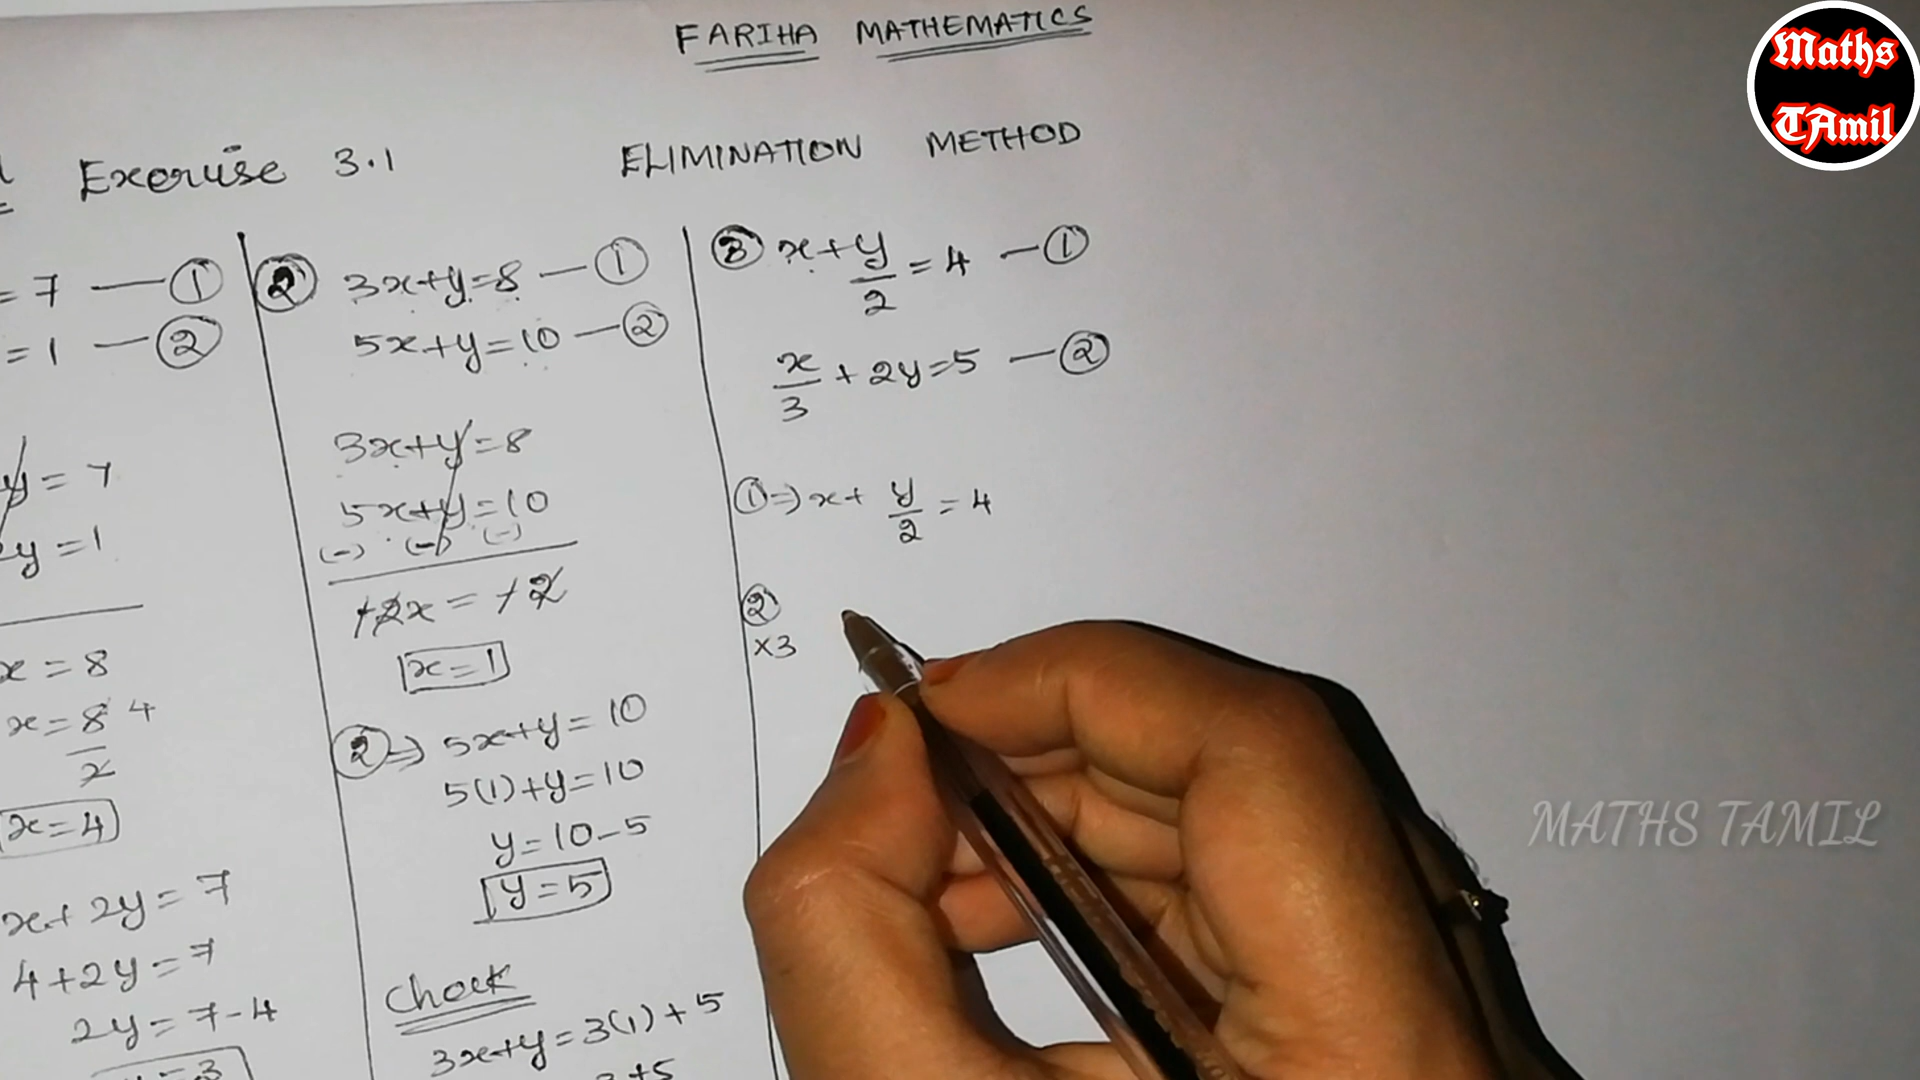 FARIHA MATHEMATICS
Maths
TAmil
Exercise 3.1 ELIMINATION METHOD
= 7 — ①
= 1 — ②
y = 7
2y = 1
x = 8
x = 8/2 4
x = 4
x + 2y = 7
4 + 2y = 7
2y = 7 - 4
② 3x+y=8 — ①
5x+y=10 — ②
3x+y=8
5x+y=10
(-) (-) (-)
+2x = +2
x=1
② ⇒ 5x+y=10
5(1)+y=10
y=10-5
y=5
Check
3x+y=3(1)+5
3+5
③ x+y/2=4 — ①
x/3+2y=5 — ②
① ⇒ x+ y/2 = 4
②
×3
MATHS TAMIL